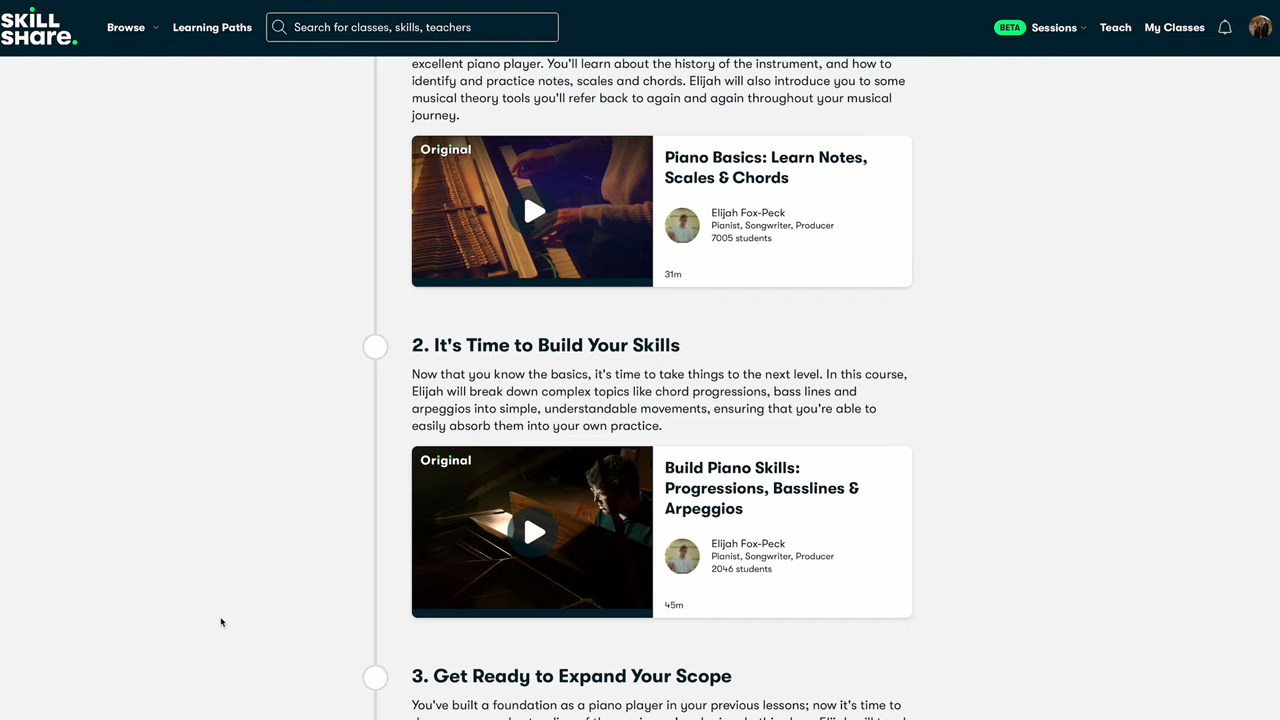 SKILL
SHARE.
Browse
Learning Paths
Search for classes, skills, teachers
BETA
Sessions
Teach
My Classes
excellent piano player. You'll learn about the history of the instrument, and how to
identify and practice notes, scales and chords. Elijah will also introduce you to some
musical theory tools you'll refer back to again and again throughout your musical
journey.
Original
Piano Basics: Learn Notes,
Scales & Chords
Elijah Fox-Peck
Pianist, Songwriter, Producer
7005 students
31m
2. It's Time to Build Your Skills
Now that you know the basics, it's time to take things to the next level. In this course,
Elijah will break down complex topics like chord progressions, bass lines and
arpeggios into simple, understandable movements, ensuring that you're able to
easily absorb them into your own practice.
Original
Build Piano Skills:
Progressions, Basslines &
Arpeggios
Elijah Fox-Peck
Pianist, Songwriter, Producer
2046 students
45m
3. Get Ready to Expand Your Scope
You've built a foundation as a piano player in your previous lessons; now it's time to